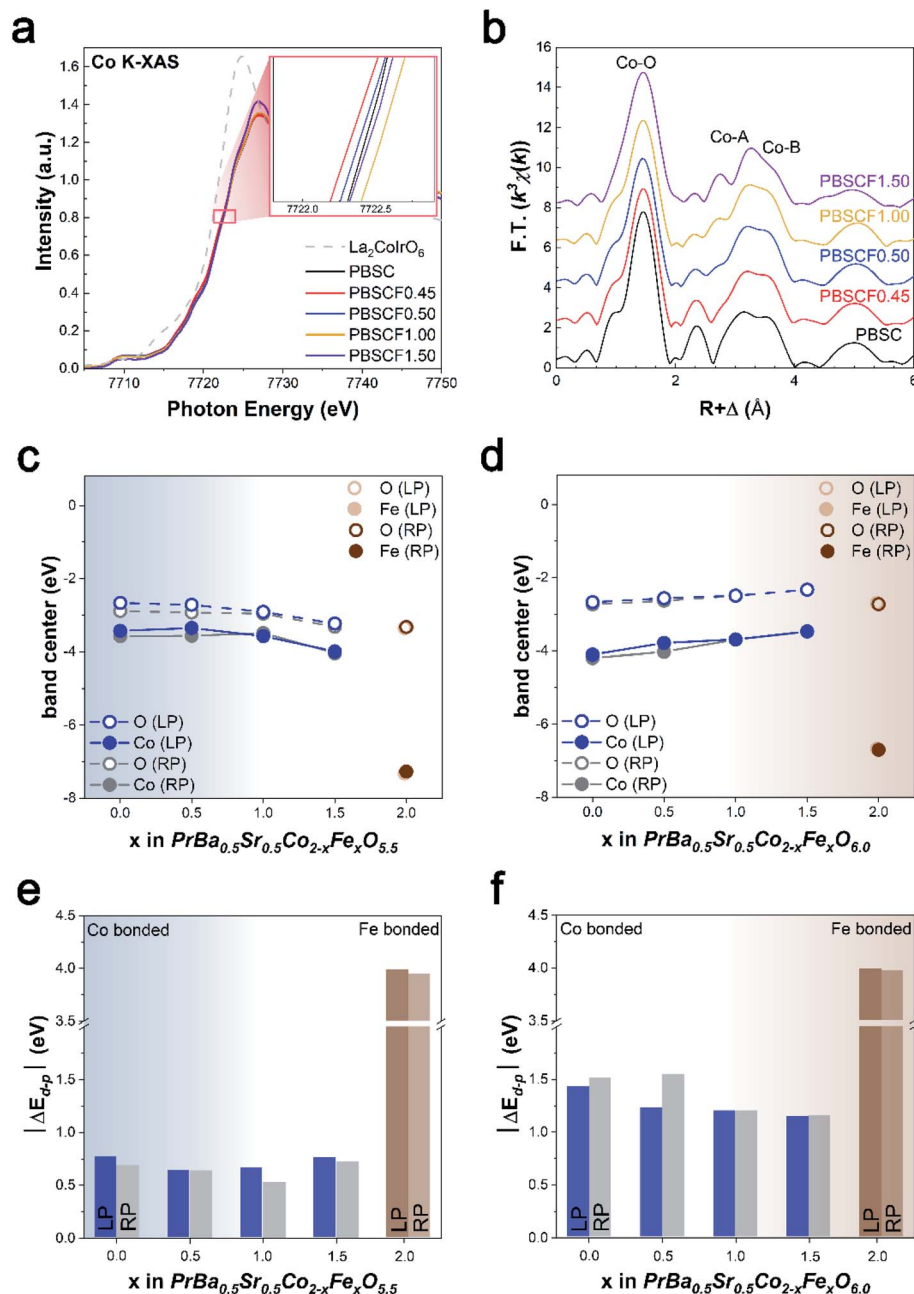 a
Co K-XAS
Intensity (a.u.)
1.6
1.4
1.2
1.0
0.8
0.6
0.4
0.2
0.0
7722.0
7722.5
La₂CoIrO₆
PBSC
PBSCF0.45
PBSCF0.50
PBSCF1.00
PBSCF1.50
7710
7720
7730
7740
7750
Photon Energy (eV)
b
F.T. (k³χ(k))
16
14
12
10
8
6
4
2
0
Co-O
Co-A
Co-B
PBSCF1.50
PBSCF1.00
PBSCF0.50
PBSCF0.45
PBSC
0
2
4
6
R+Δ (Å)
c
band center (eV)
0
-2
-4
-6
-8
O (LP)
Fe (LP)
O (RP)
Fe (RP)
O (LP)
Co (LP)
O (RP)
Co (RP)
0.0
0.5
1.0
1.5
2.0
x in PrBa₀.₅Sr₀.₅Co₂₋ₓFeₓO₅.₅
d
band center (eV)
0
-2
-4
-6
-8
O (LP)
Fe (LP)
O (RP)
Fe (RP)
O (LP)
Co (LP)
O (RP)
Co (RP)
0.0
0.5
1.0
1.5
2.0
x in PrBa₀.₅Sr₀.₅Co₂₋ₓFeₓO₆.₀
e
|ΔE_d-p| (eV)
4.5
4.0
3.5
1.5
1.0
0.5
0.0
Co bonded
Fe bonded
LP
RP
LP
RP
0.0
0.5
1.0
1.5
2.0
x in PrBa₀.₅Sr₀.₅Co₂₋ₓFeₓO₅.₅
f
|ΔE_d-p| (eV)
4.5
4.0
3.5
1.5
1.0
0.5
0.0
Co bonded
Fe bonded
LP
RP
LP
RP
0.0
0.5
1.0
1.5
2.0
x in PrBa₀.₅Sr₀.₅Co₂₋ₓFeₓO₆.₀